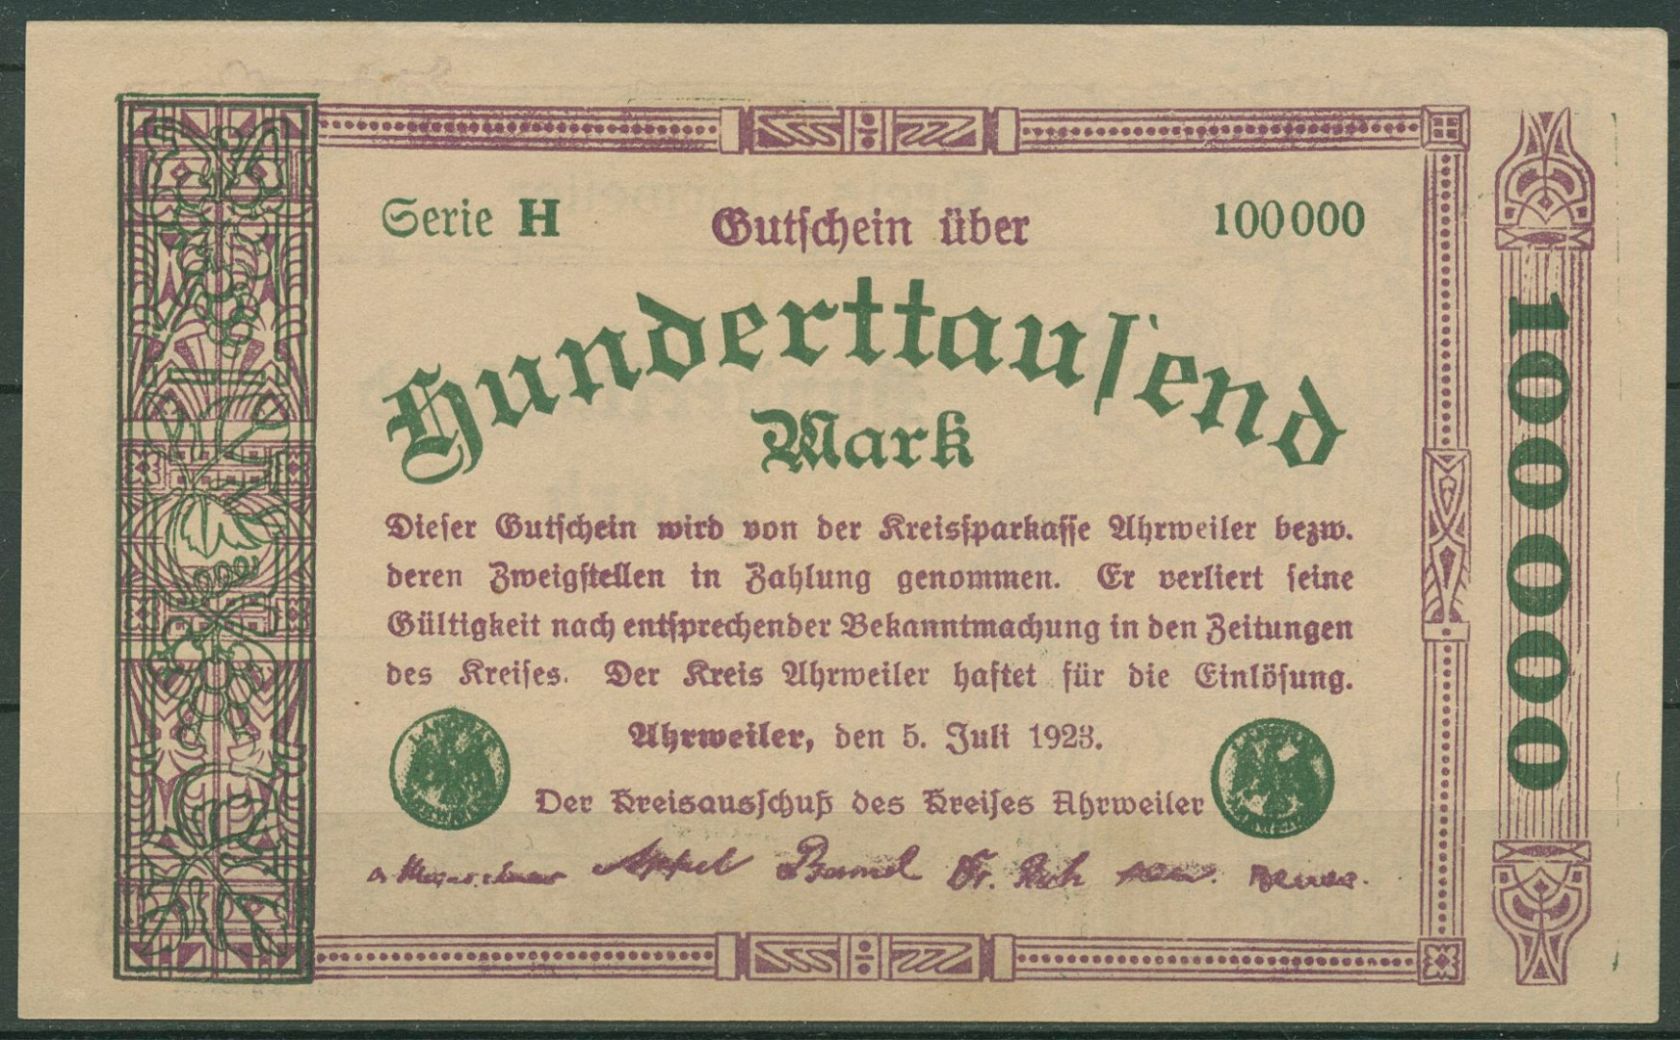 Serie H Gutschein über 100000
Hunderttausend
Mark
Dieser Gutschein wird von der Kreissparkasse Ahrweiler bezw.
deren Zweigstellen in Zahlung genommen. Er verliert seine
Gültigkeit nach entsprechender Bekanntmachung in den Zeitungen
des Kreises. Der Kreis Ahrweiler haftet für die Einlösung.
Ahrweiler, den 5. Juli 1923.
Der Kreisausschuß des Kreises Ahrweiler
Appel Dr.
100000